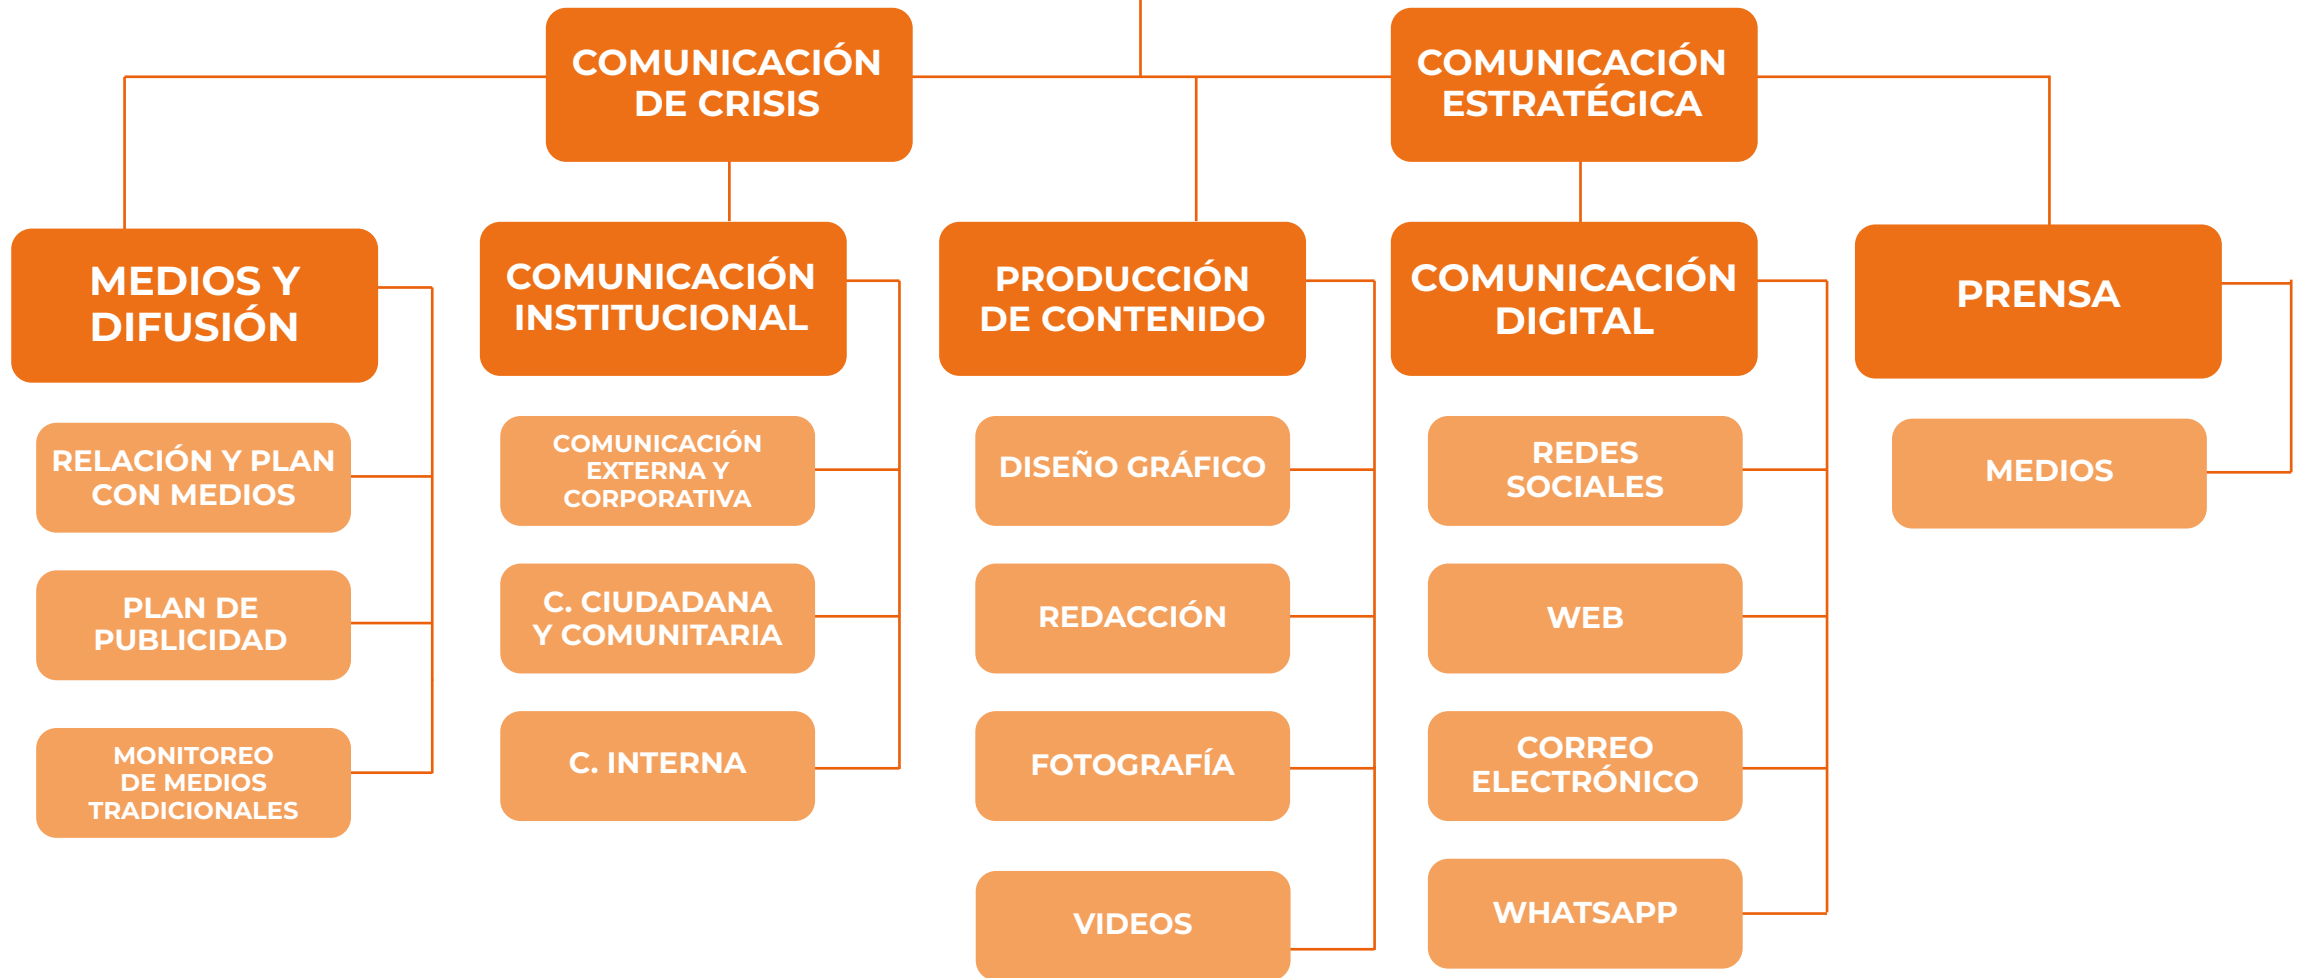 COMUNICACIÓN
DE CRISIS
COMUNICACIÓN
ESTRATÉGICA
MEDIOS Y
DIFUSIÓN
RELACIÓN Y PLAN
CON MEDIOS
PLAN DE
PUBLICIDAD
MONITOREO
DE MEDIOS
TRADICIONALES
COMUNICACIÓN
INSTITUCIONAL
COMUNICACIÓN
EXTERNA Y
CORPORATIVA
C. CIUDADANA
Y COMUNITARIA
C. INTERNA
PRODUCCIÓN
DE CONTENIDO
DISEÑO GRÁFICO
REDACCIÓN
FOTOGRAFÍA
VIDEOS
COMUNICACIÓN
DIGITAL
REDES
SOCIALES
WEB
CORREO
ELECTRÓNICO
WHATSAPP
PRENSA
MEDIOS